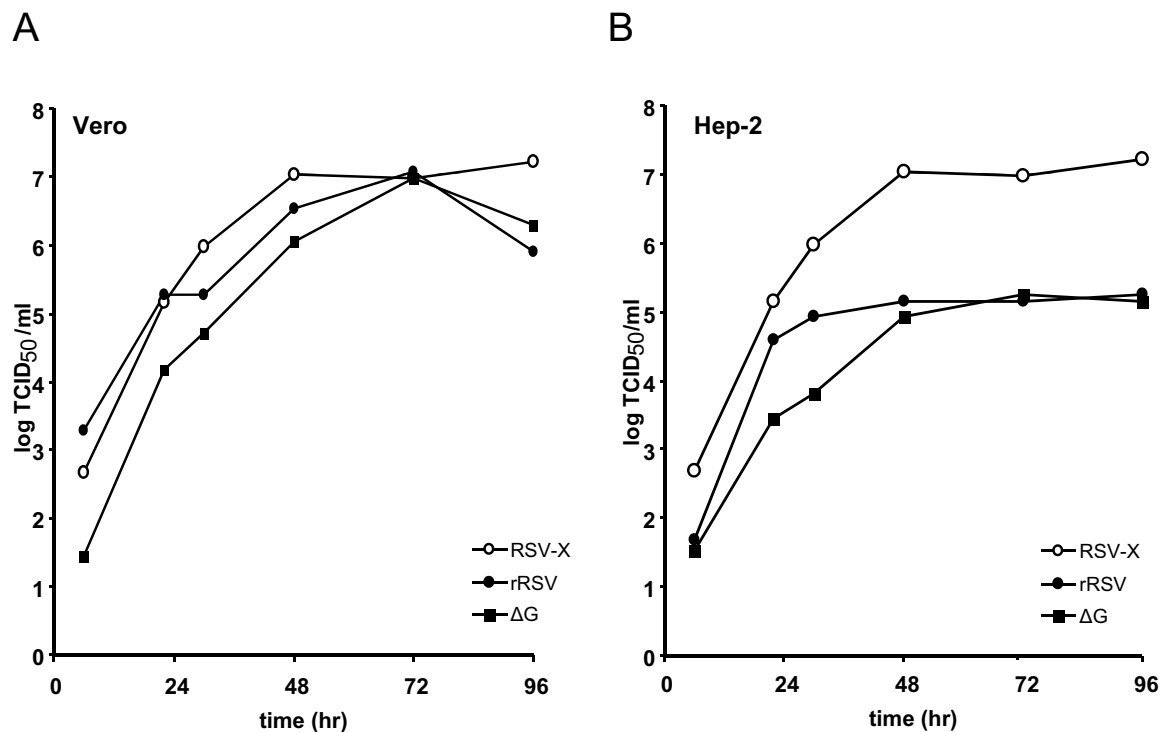 A
Vero
log TCID50/ml
8
7
6
5
4
3
2
1
0
0 24 48 72 96
time (hr)
RSV-X
rRSV
ΔG
B
Hep-2
log TCID50/ml
8
7
6
5
4
3
2
1
0
0 24 48 72 96
time (hr)
RSV-X
rRSV
ΔG